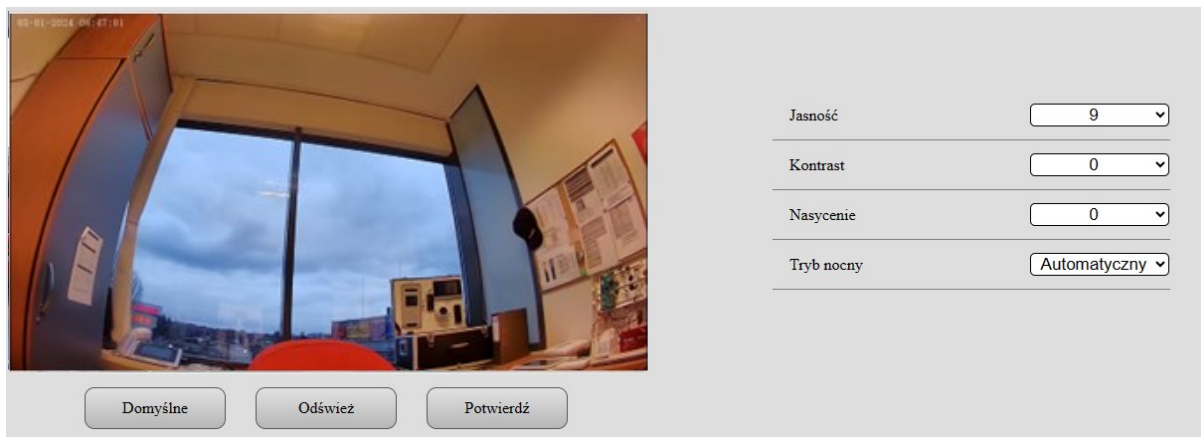 Jasność 9
Kontrast 0
Nasycenie 0
Tryb nocny Automatyczny
Domyślne Odśwież Potwierdź